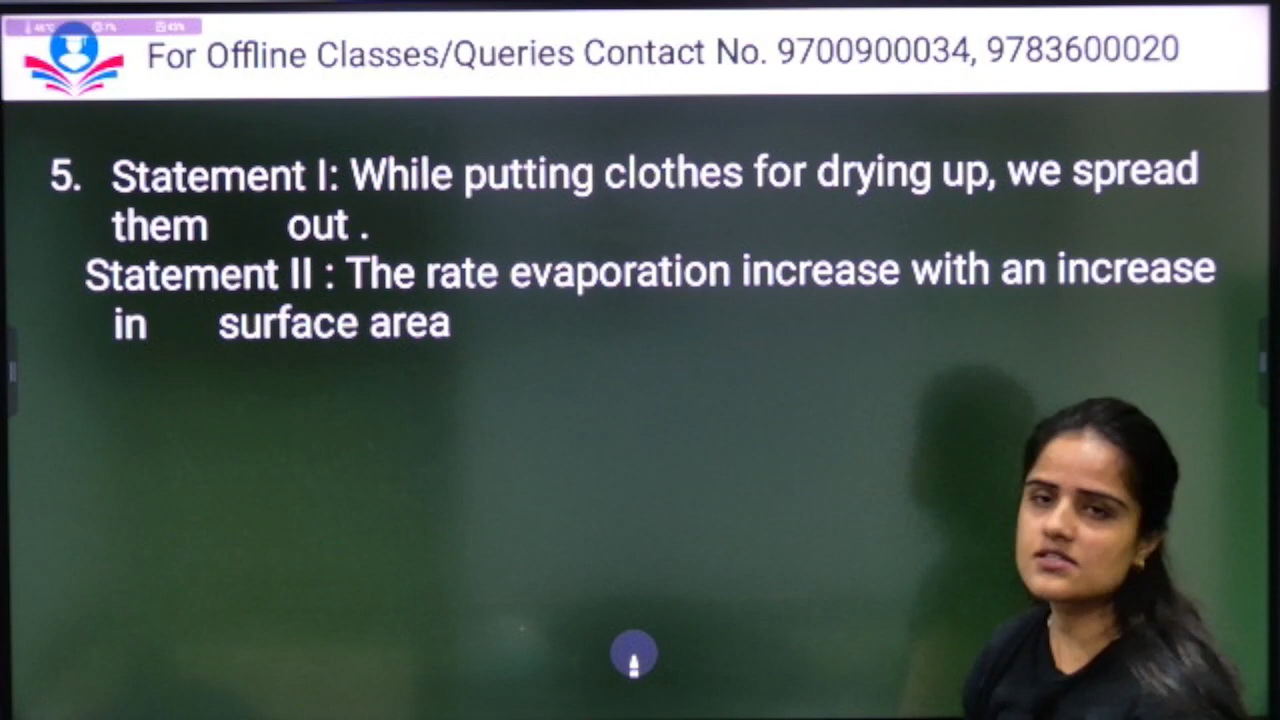 For Offline Classes/Queries Contact No. 9700900034, 9783600020
5. Statement I: While putting clothes for drying up, we spread
them out .
Statement II : The rate evaporation increase with an increase
in surface area